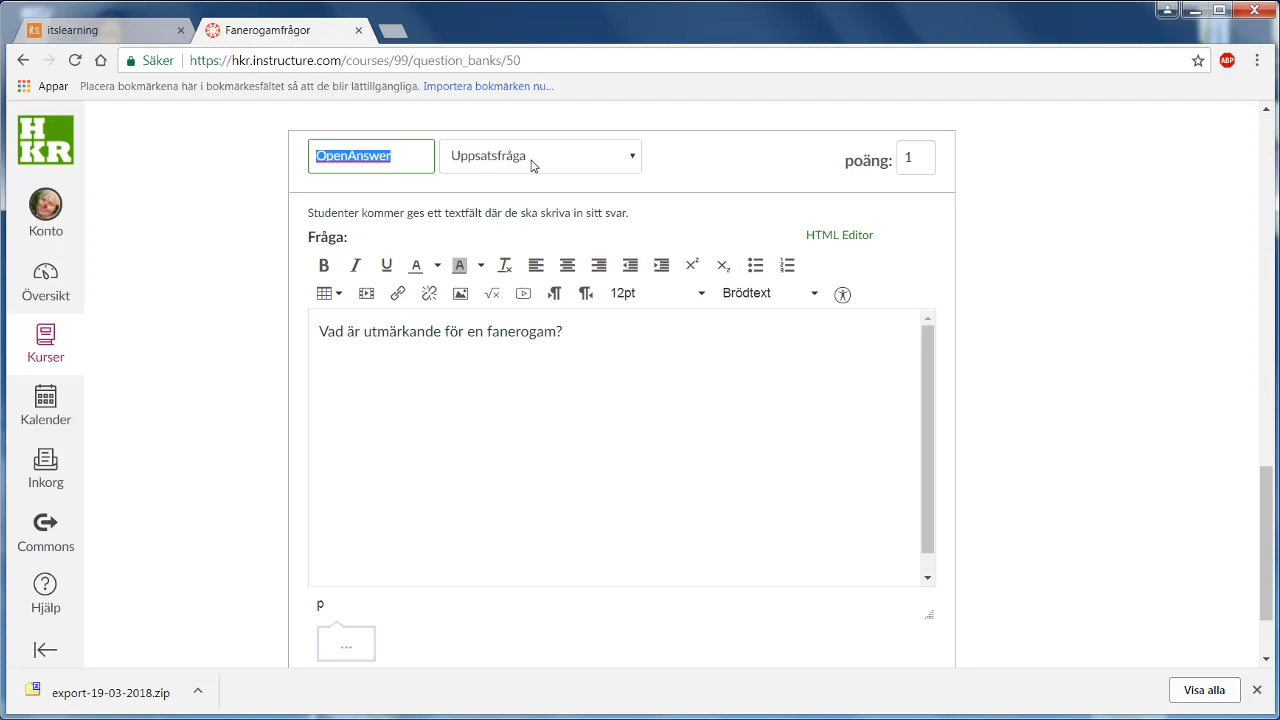 itslearning
Fanerogamfrågor
Säker
https://hkr.instructure.com/courses/99/question_banks/50
ABP
Appar
Placera bokmärkena här i bokmärkesfältet så att de blir lättillgängliga.
Importera bokmärken nu...
H
KR
Konto
Översikt
Kurser
Kalender
Inkorg
Commons
Hjälp
OpenAnswer
Uppsatsfråga
poäng:
1
Studenter kommer ges ett textfält där de ska skriva in sitt svar.
Fråga:
HTML Editor
12pt
Brödtext
Vad är utmärkande för en fanerogam?
p
...
export-19-03-2018.zip
Visa alla